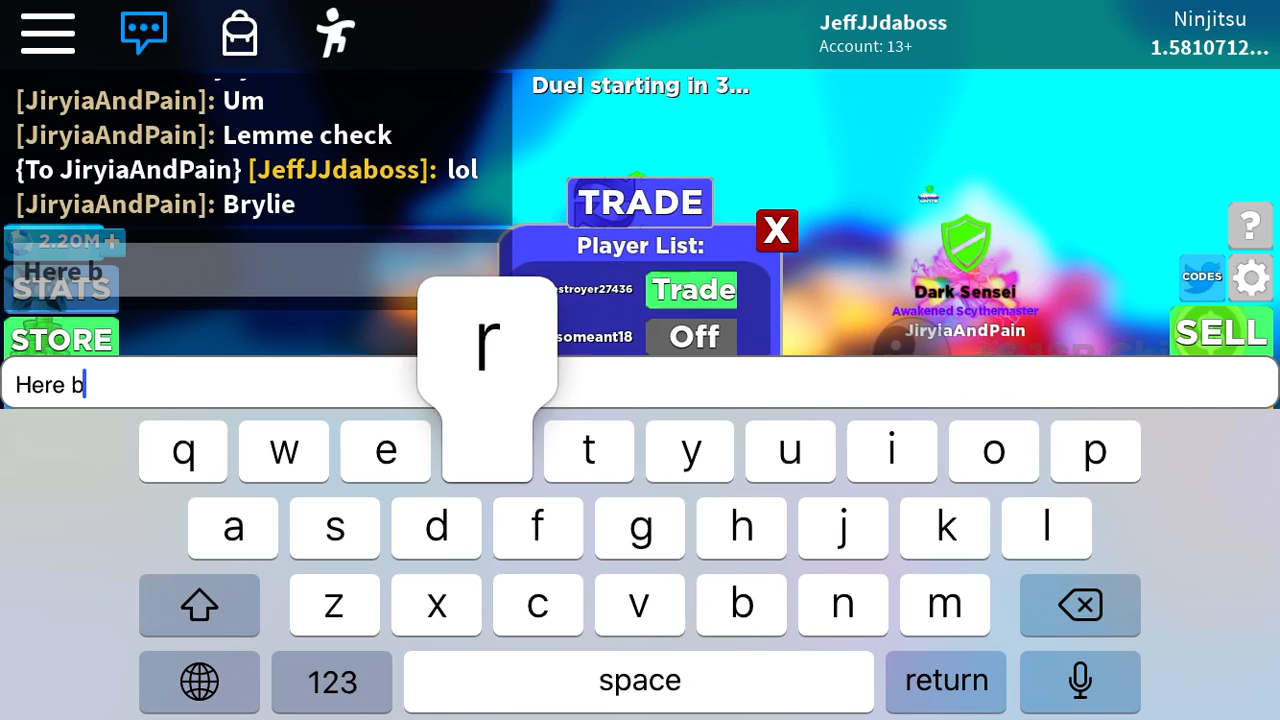 JeffJJdaboss
Account: 13+
Ninjitsu
1.5810712...
[JiryiaAndPain]: Um
[JiryiaAndPain]: Lemme check
{To JiryiaAndPain} [JeffJJdaboss]: lol
[JiryiaAndPain]: Brylie
Duel starting in 3...
2.20M +
Here b
STATS
STORE
TRADE
X
Player List:
estroyer27436 Trade
someant18 Off
Dark Sensei
Awakened Scythemaster
JiryiaAndPain
?
CODES
SELL
Here b
r
q w e t y u i o p
a s d f g h j k l
z x c v b n m
123 space return